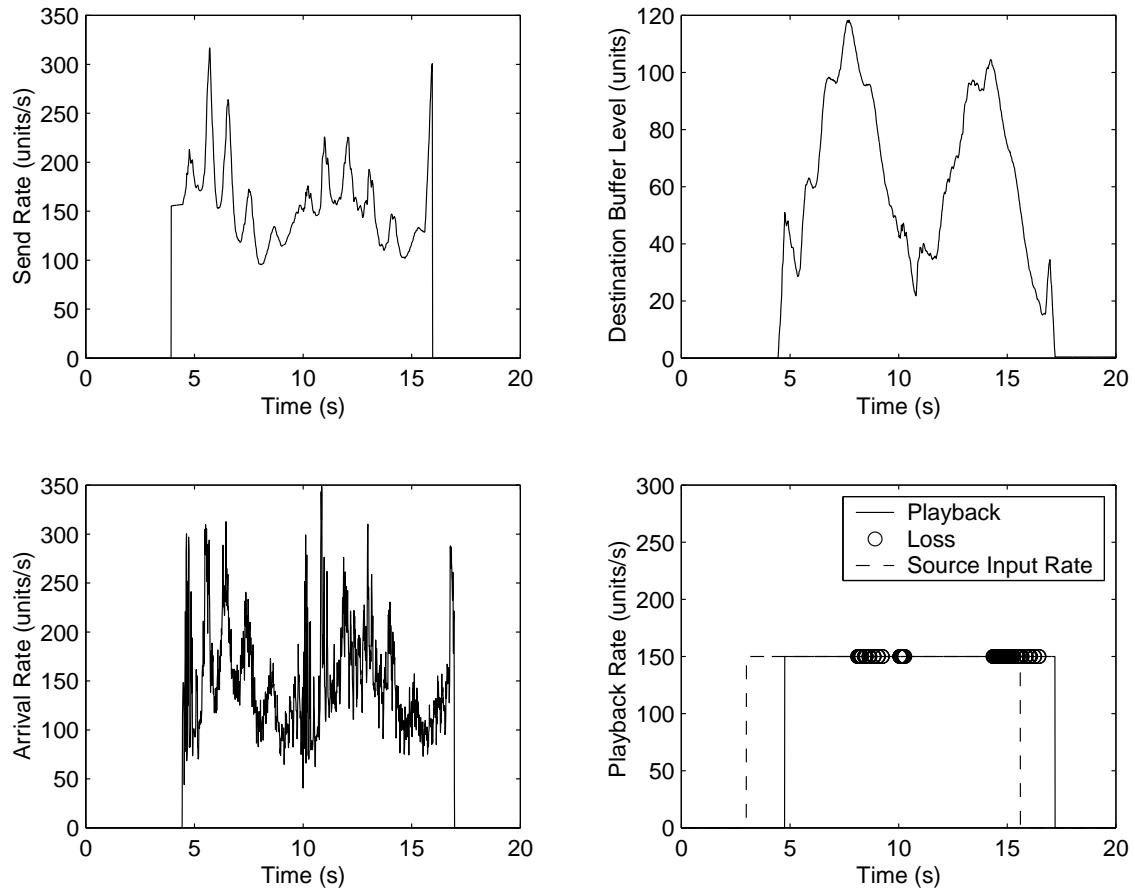 350
300
250
200
150
100
50
0
Send Rate (units/s)
0 5 10 15 20
Time (s)
120
100
80
60
40
20
0
Destination Buffer Level (units)
0 5 10 15 20
Time (s)
350
300
250
200
150
100
50
0
Arrival Rate (units/s)
0 5 10 15 20
Time (s)
300
250
200
150
100
50
0
Playback Rate (units/s)
Playback
Loss
Source Input Rate
0 5 10 15 20
Time (s)